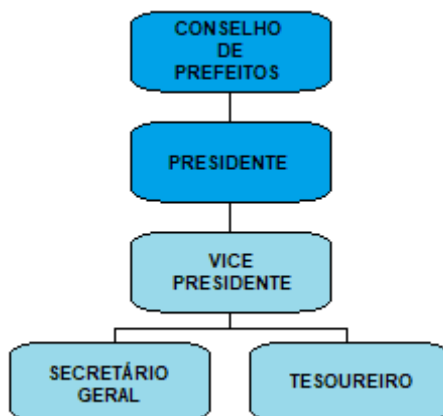 CONSELHO
DE
PREFEITOS
PRESIDENTE
VICE
PRESIDENTE
SECRETÁRIO
GERAL
TESOUREIRO